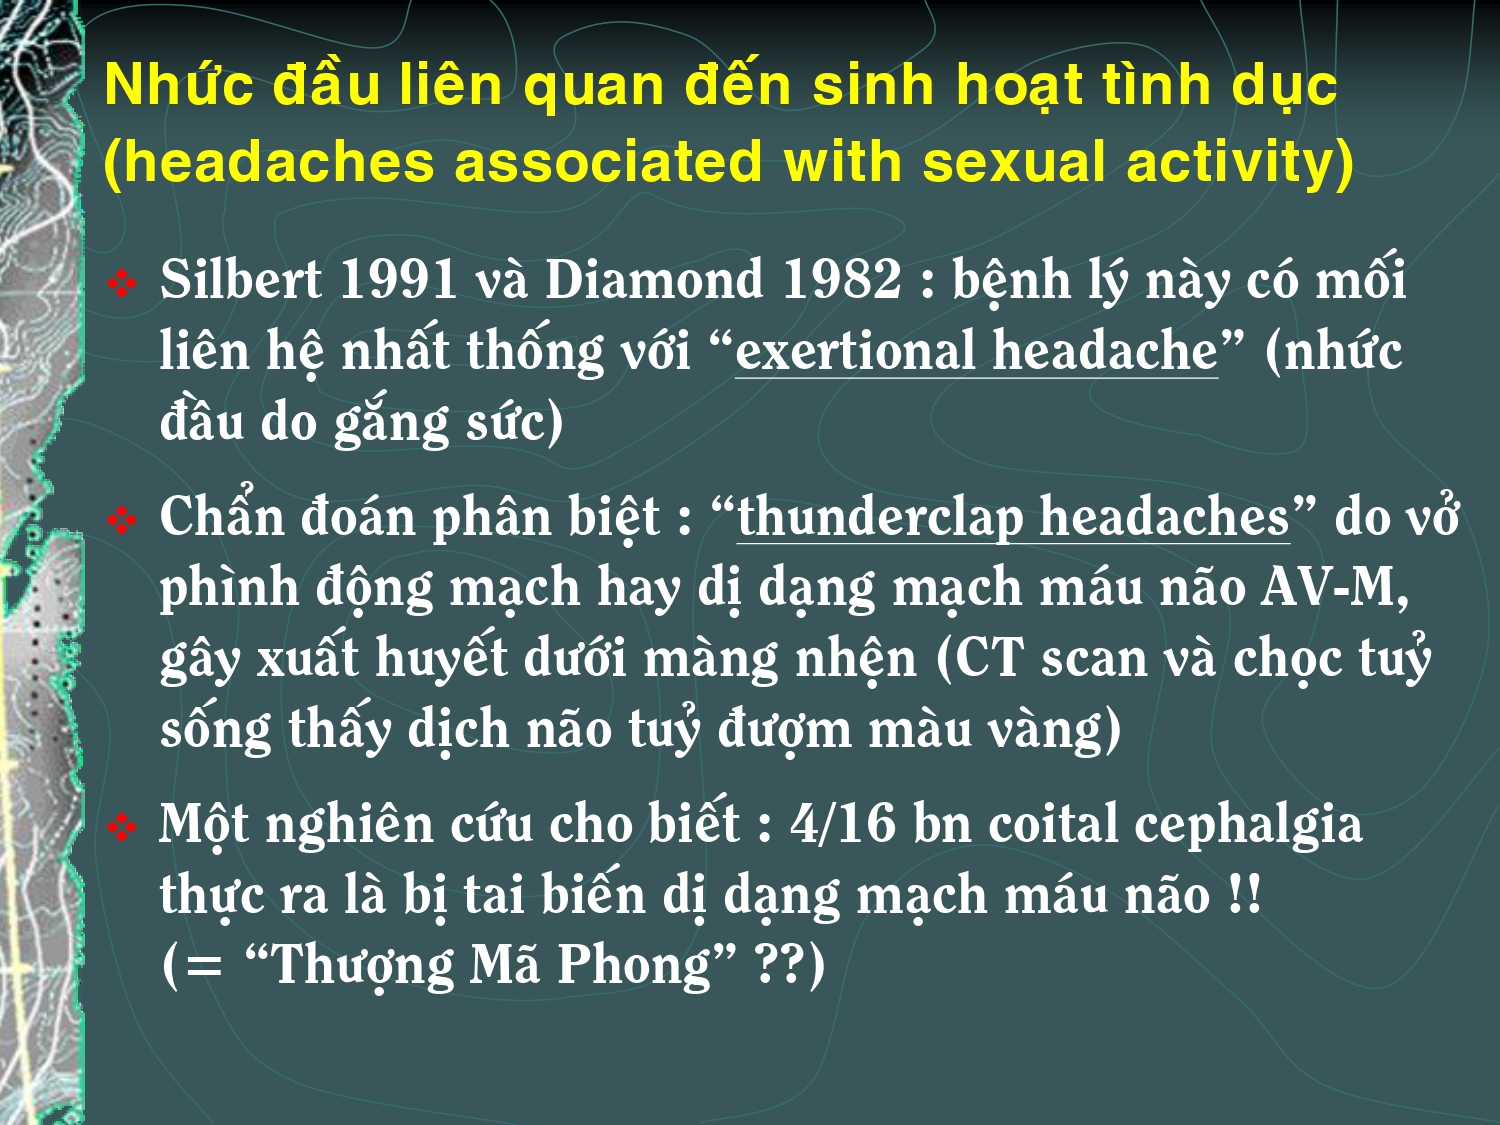 Nhức đầu liên quan đến sinh hoạt tình dục
(headaches associated with sexual activity)
Silbert 1991 và Diamond 1982 : bệnh lý này có mối
liên hệ nhất thống với “exertional headache” (nhức
đầu do gắng sức)
Chẩn đoán phân biệt : “thunderclap headaches” do vở
phình động mạch hay dị dạng mạch máu não AV-M,
gây xuất huyết dưới màng nhện (CT scan và chọc tuỷ
sống thấy dịch não tuỷ đượm màu vàng)
Một nghiên cứu cho biết : 4/16 bn coital cephalgia
thực ra là bị tai biến dị dạng mạch máu não !!
(= “Thượng Mã Phong” ??)